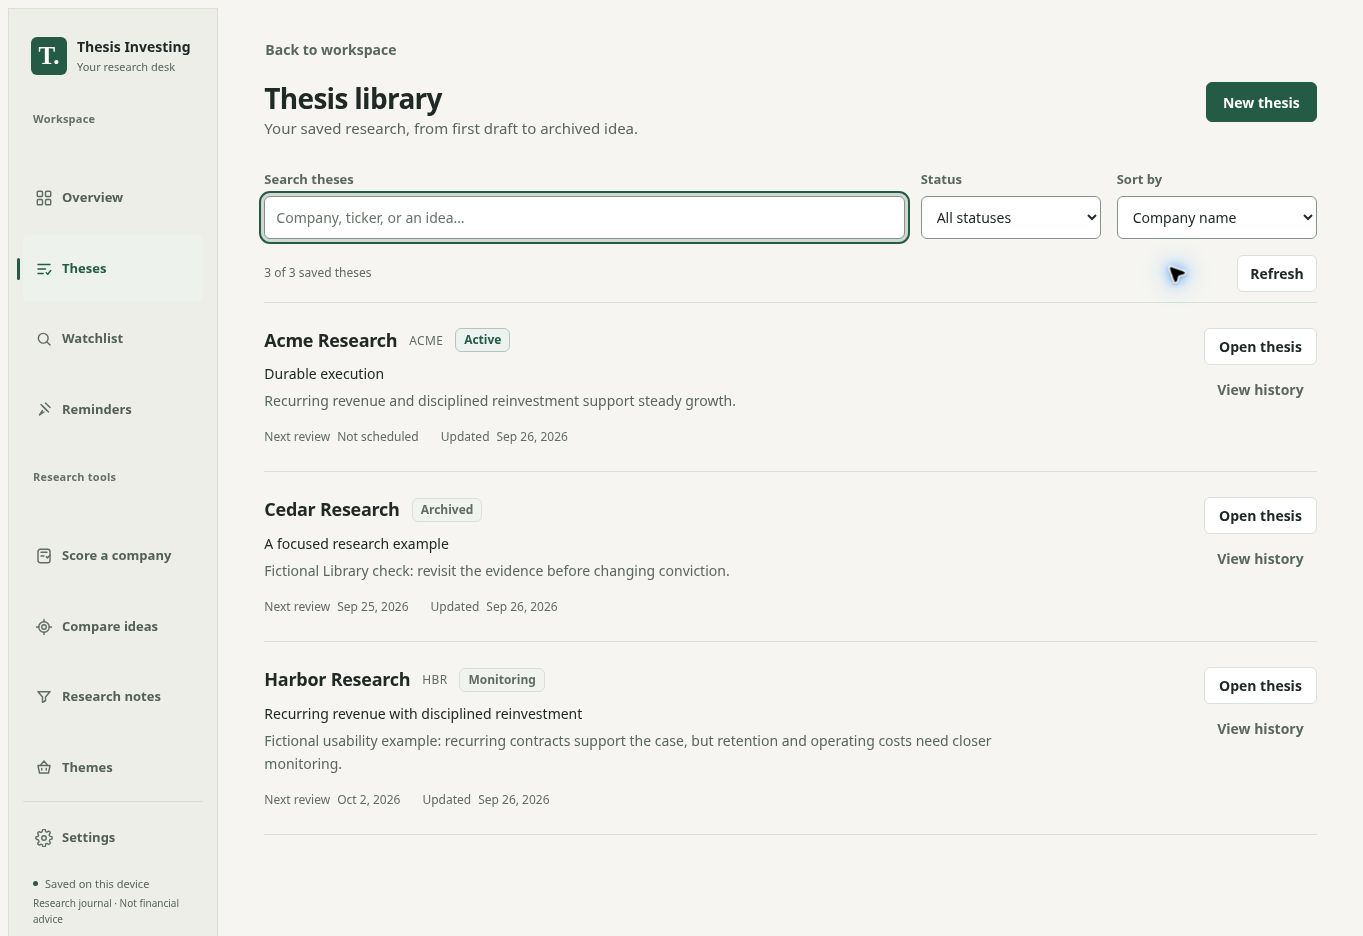 T.
Thesis Investing
Your research desk
Workspace
Overview
Theses
Watchlist
Reminders
Research tools
Score a company
Compare ideas
Research notes
Themes
Settings
Saved on this device
Research journal · Not financial
advice
Back to workspace
Thesis library
Your saved research, from first draft to archived idea.
New thesis
Search theses
Company, ticker, or an idea…
Status
All statuses
Sort by
Company name
3 of 3 saved theses
Refresh
Acme Research ACME Active
Durable execution
Recurring revenue and disciplined reinvestment support steady growth.
Next review Not scheduled Updated Sep 26, 2026
Open thesis
View history
Cedar Research Archived
A focused research example
Fictional Library check: revisit the evidence before changing conviction.
Next review Sep 25, 2026 Updated Sep 26, 2026
Open thesis
View history
Harbor Research HBR Monitoring
Recurring revenue with disciplined reinvestment
Fictional usability example: recurring contracts support the case, but retention and operating costs need closer
monitoring.
Next review Oct 2, 2026 Updated Sep 26, 2026
Open thesis
View history